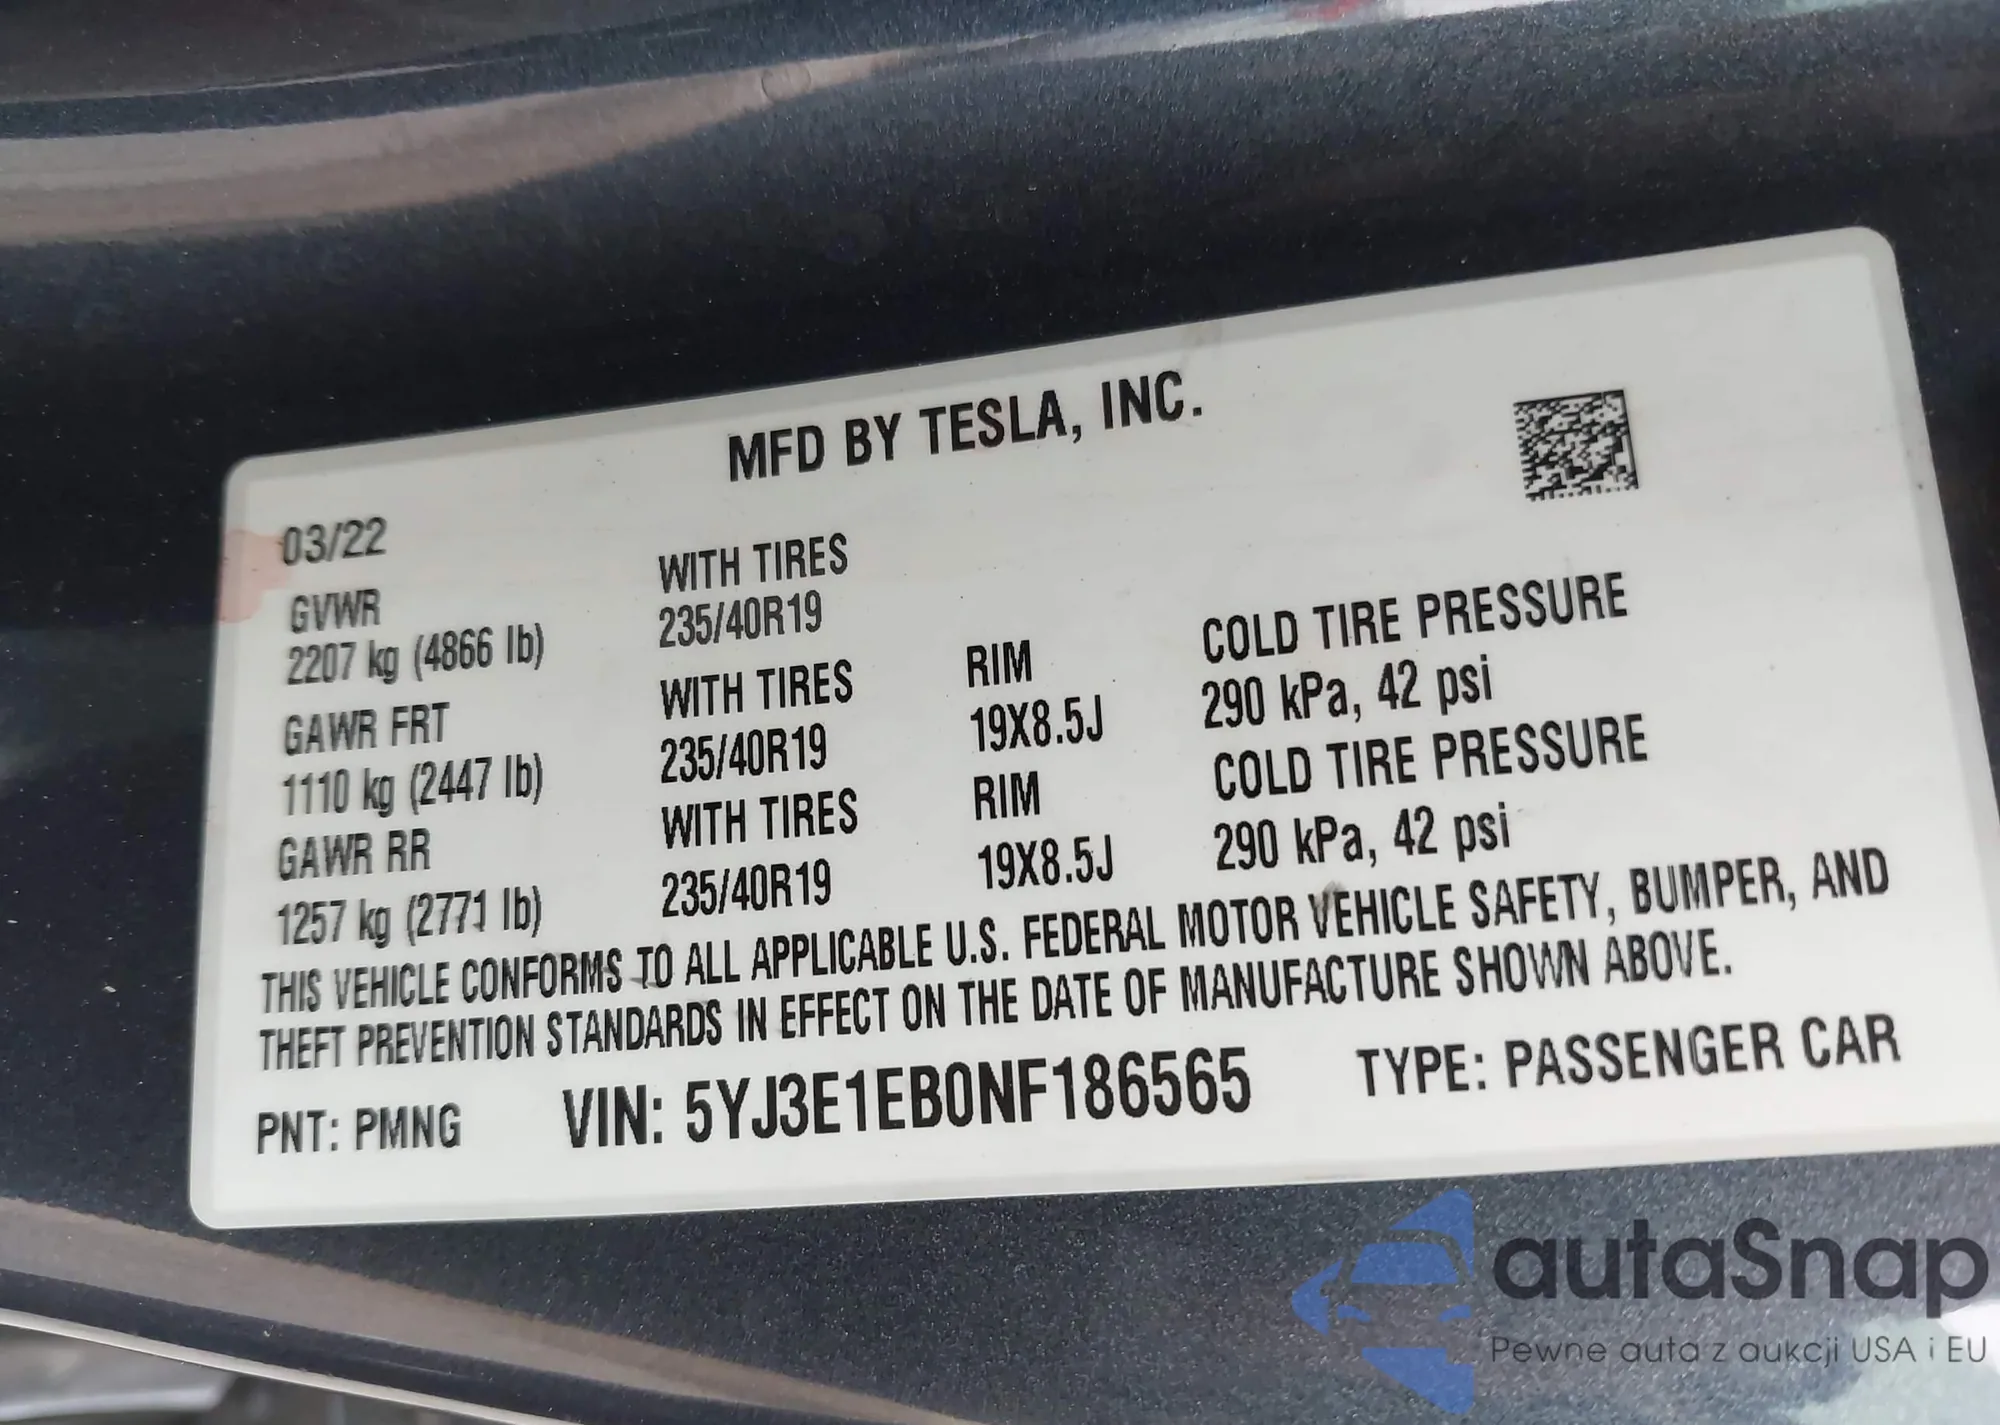 MFD BY TESLA, INC.
03/22
GVWR WITH TIRES
2207 kg (4866 lb) 235/40R19
GAWR FRT WITH TIRES RIM COLD TIRE PRESSURE
1110 kg (2447 lb) 235/40R19 19X8.5J 290 kPa, 42 psi
GAWR RR WITH TIRES RIM COLD TIRE PRESSURE
1257 kg (2771 lb) 235/40R19 19X8.5J 290 kPa, 42 psi
THIS VEHICLE CONFORMS TO ALL APPLICABLE U.S. FEDERAL MOTOR VEHICLE SAFETY, BUMPER, AND
THEFT PREVENTION STANDARDS IN EFFECT ON THE DATE OF MANUFACTURE SHOWN ABOVE.
PNT: PMNG VIN: 5YJ3E1EB0NF186565 TYPE: PASSENGER CAR
autaSnap
Pewne auta z aukcji USA i EU